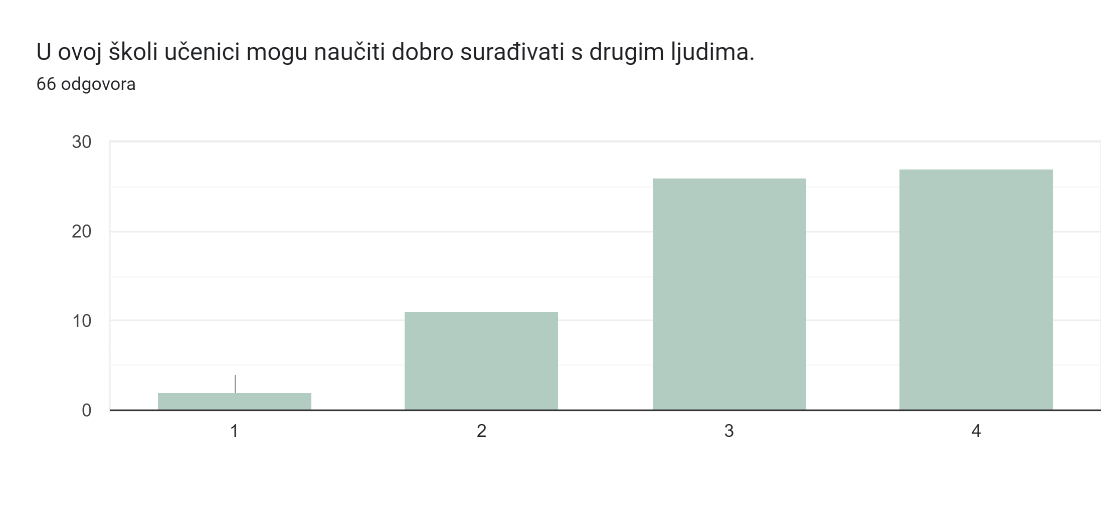 U ovoj školi učenici mogu naučiti dobro surađivati s drugim ljudima.
66 odgovora
30
20
10
0
1 2 3 4